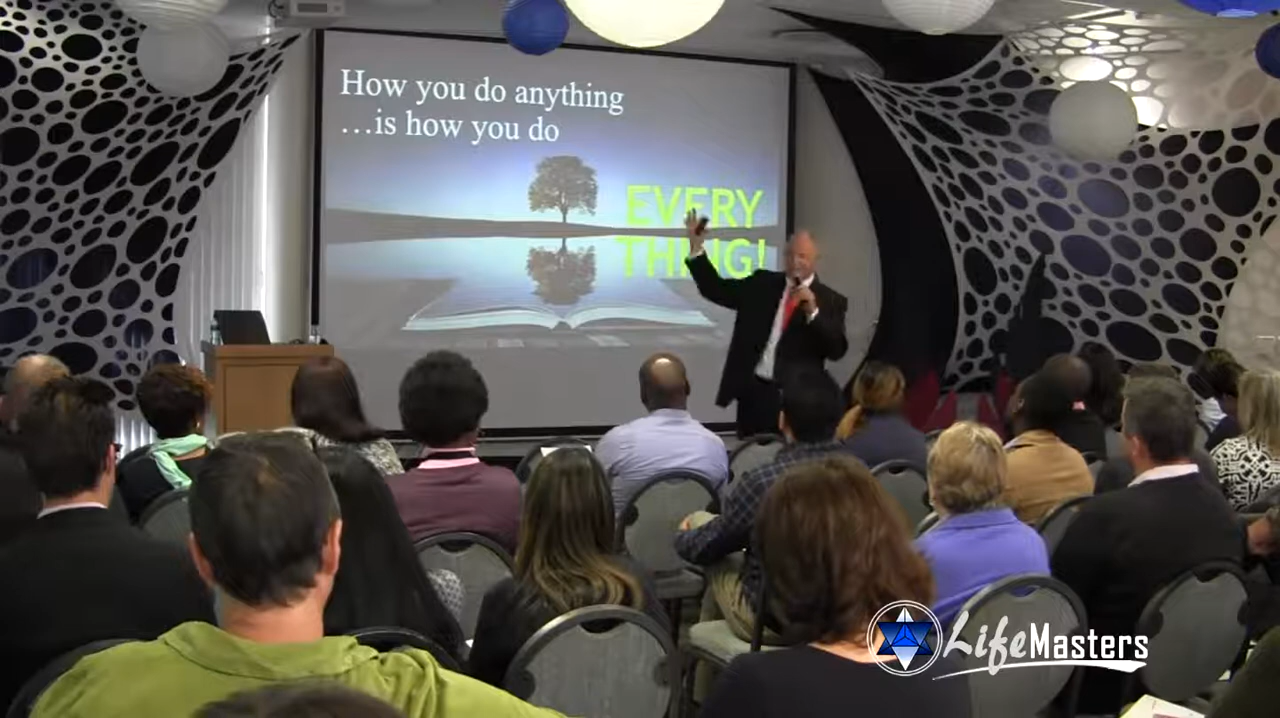 How you do anything
…is how you do
EVERY
THING!
LifeMasters